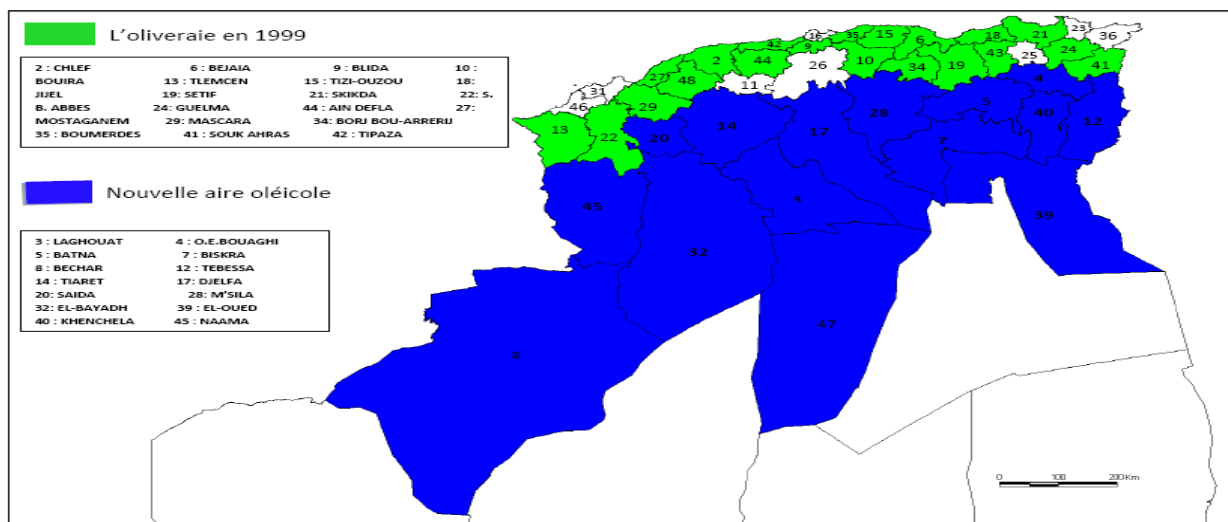 L'oliveraie en 1999
2 : CHLEF 6 : BEJAIA 9 : BLIDA 10 :
BOUIRA 13 : TLEMCEN 15 : TIZI-OUZOU 18:
JIJEL 19: SETIF 21: SKIKDA 22: S.
B. ABBES 24: GUELMA 44 : AIN DEFLA 27:
MOSTAGANEM 29: MASCARA 34: BORJ BOU-ARRERIJ
35 : BOUMERDES 41 : SOUK AHRAS 42 : TIPAZA
Nouvelle aire oléicole
3 : LAGHOUAT 4 : O.E.BOUAGHI
5 : BATNA 7 : BISKRA
8 : BECHAR 12 : TEBESSA
14 : TIARET 17: DJELFA
20: SAIDA 28: M'SILA
32: EL-BAYADH 39 : EL-OUED
40 : KHENCHELA 45 : NAAMA
23
36
21
18
35
15
16
6
42
9
24
43
25
41
2
44
26
10
34
19
27
48
11
4
31
46
29
5
40
12
28
13
22
20
14
17
7
45
3
39
32
47
8
0 100 200 Km